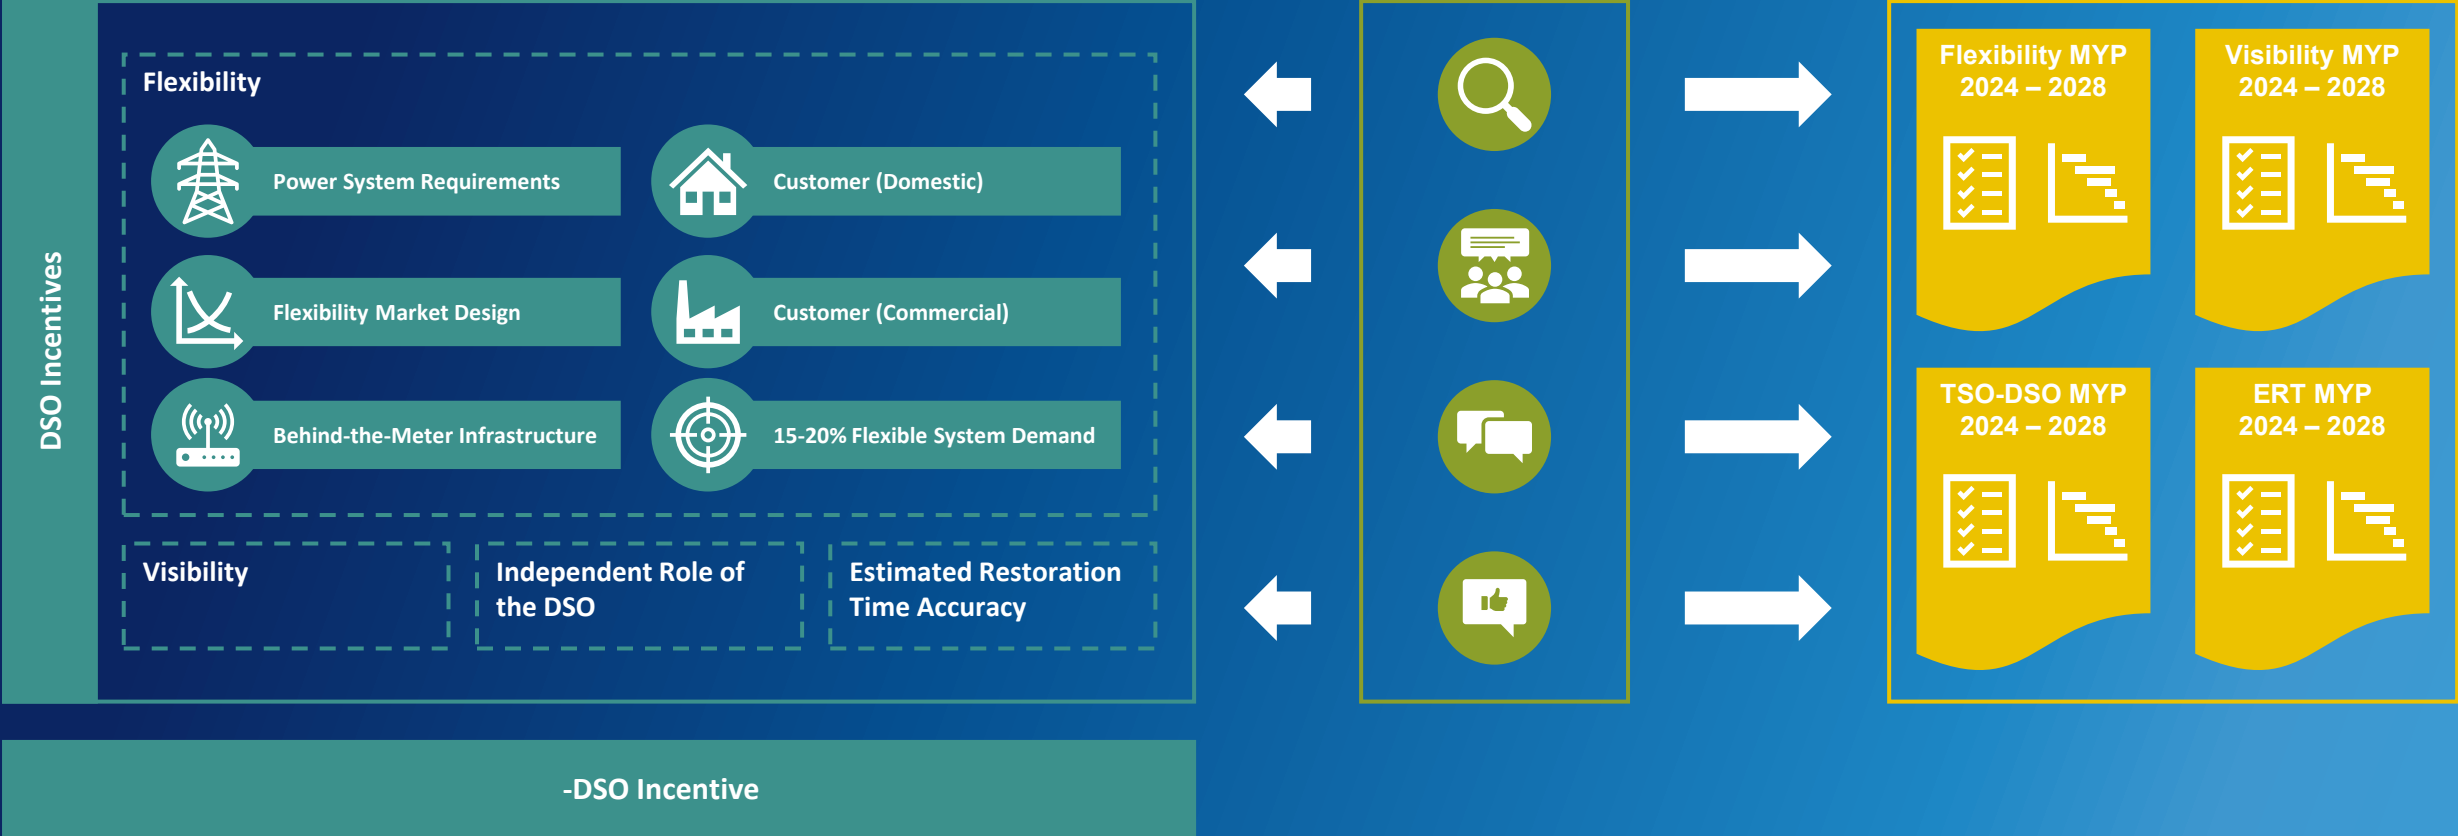 DSO Incentives
Flexibility
Power System Requirements
Customer (Domestic)
Flexibility Market Design
Customer (Commercial)
Behind-the-Meter Infrastructure
15-20% Flexible System Demand
Visibility
Independent Role of
the DSO
Estimated Restoration
Time Accuracy
-DSO Incentive
Flexibility MYP
2024 – 2028
Visibility MYP
2024 – 2028
TSO-DSO MYP
2024 – 2028
ERT MYP
2024 – 2028